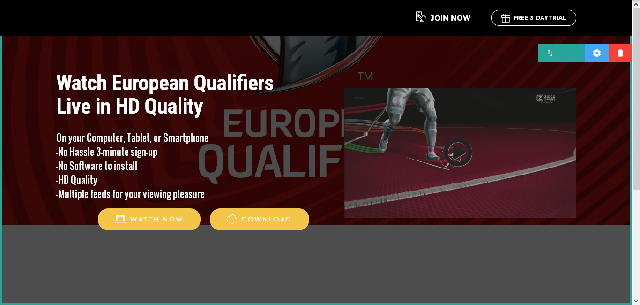 JOIN NOW
FREE 3 DAY TRIAL
Watch European Qualifiers
Live in HD Quality
TM
EUROPE
QUALIF
On your Computer, Tablet, or Smartphone
-No Hassle 3-minute sign-up
-No Software to install
-HD Quality
-Multiple feeds for your viewing pleasure
WATCH NOW
DOWNLOAD